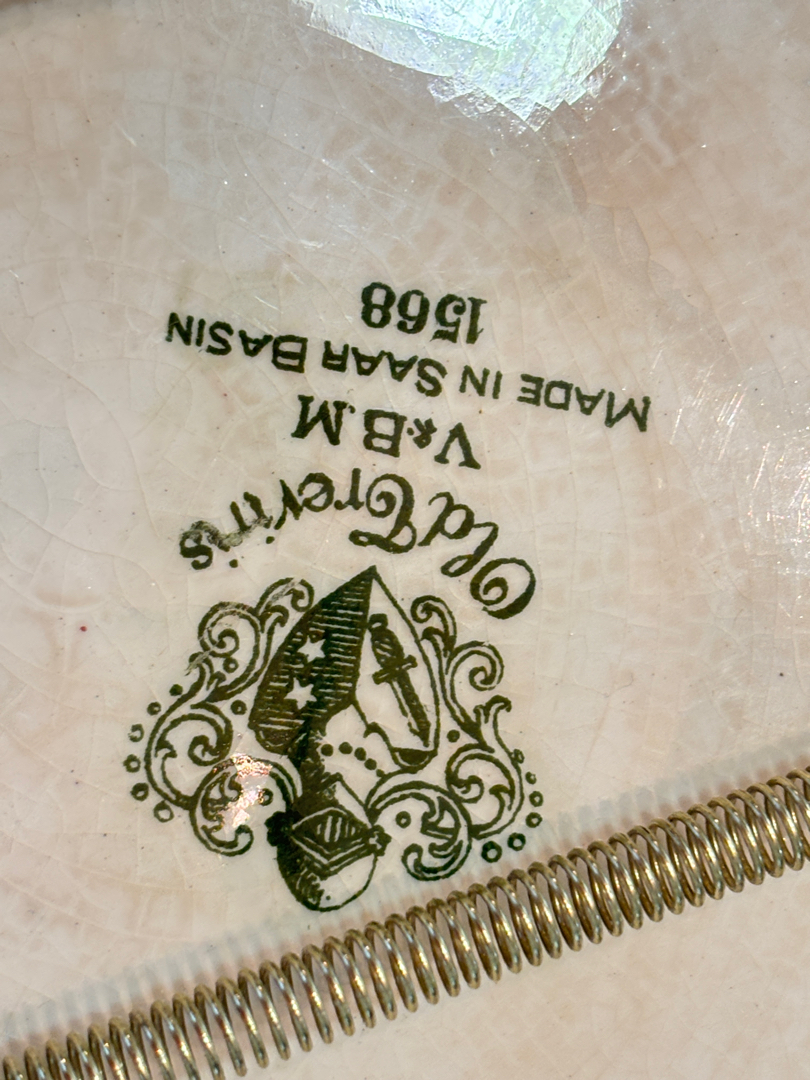 Old Treviris
V.&.B.M
MADE IN SAAR BASIN
1568